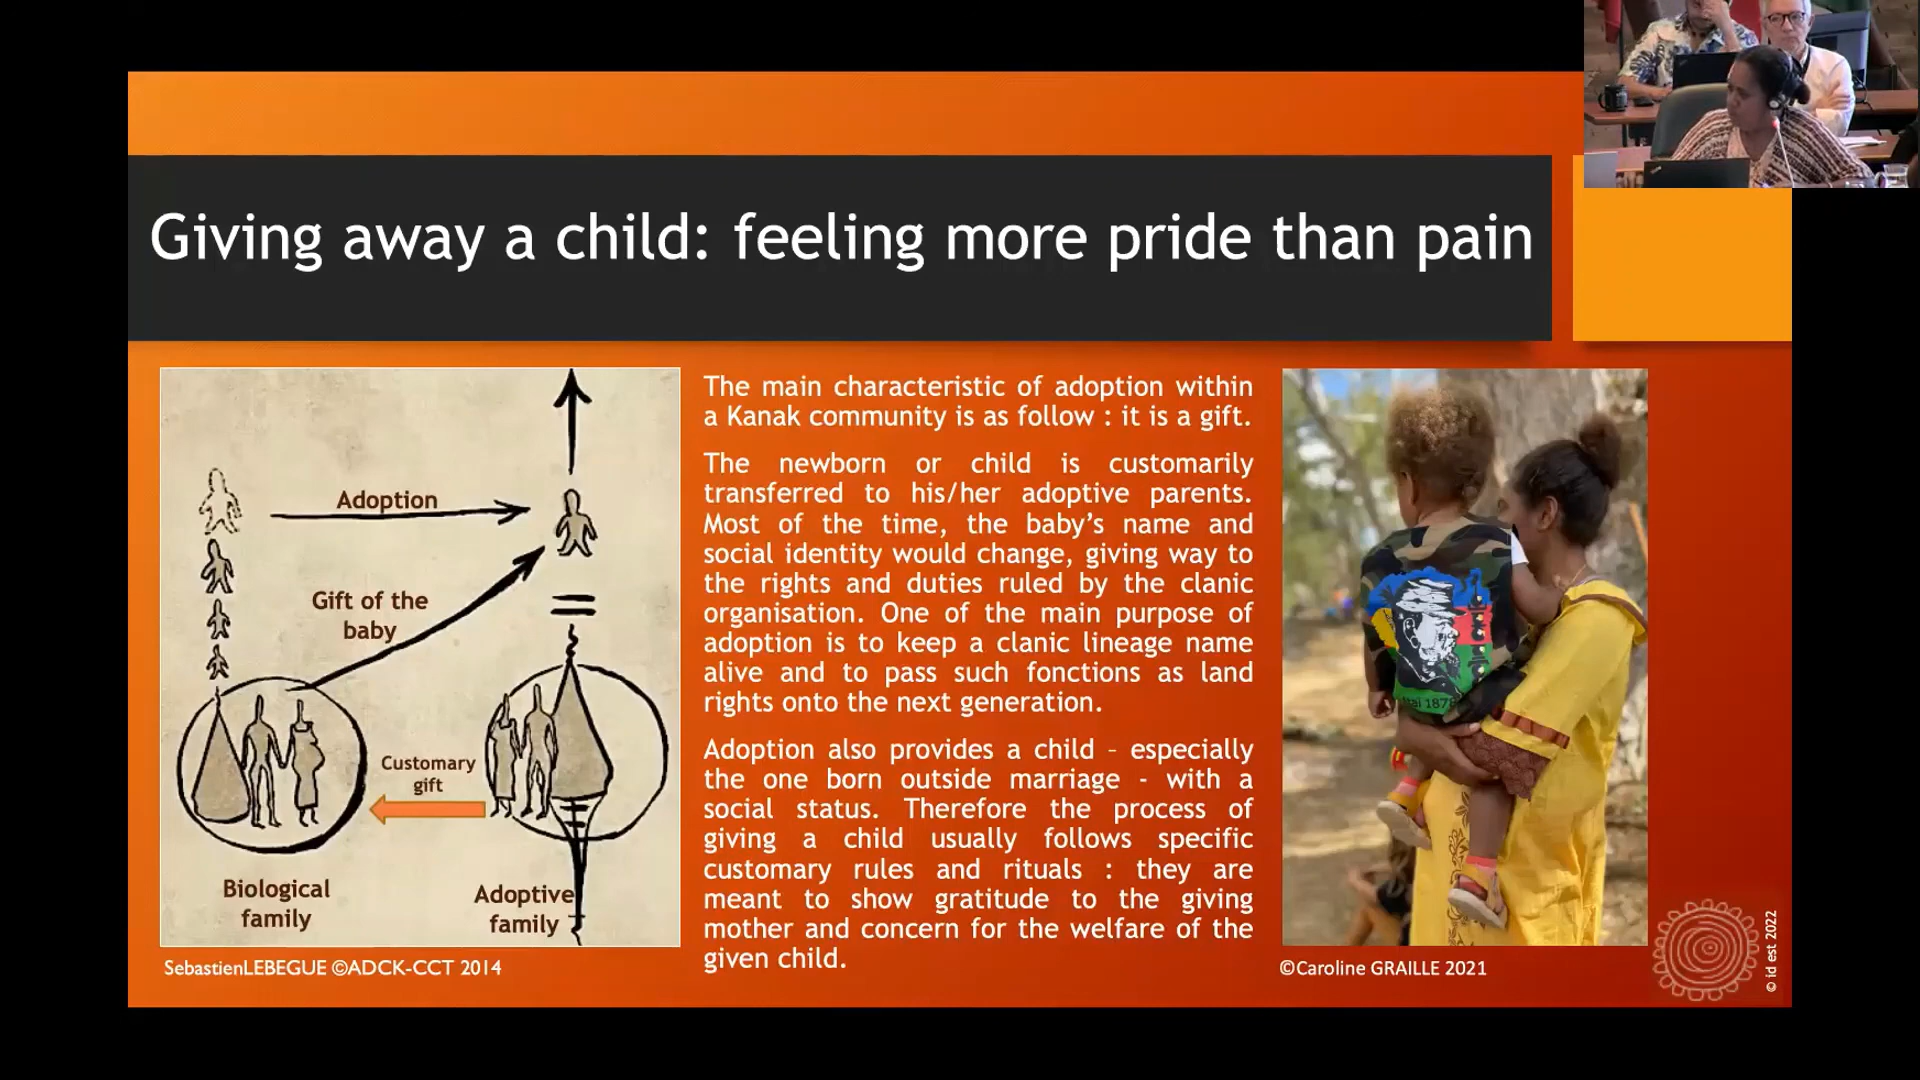 Giving away a child: feeling more pride than pain
Adoption
Gift of the
baby
Customary
gift
Biological
family
Adoptive
family
SebastienLEBEGUE ©ADCK-CCT 2014
The main characteristic of adoption within
a Kanak community is as follow : it is a gift.
The newborn or child is customarily
transferred to his/her adoptive parents.
Most of the time, the baby's name and
social identity would change, giving way to
the rights and duties ruled by the clanic
organisation. One of the main purpose of
adoption is to keep a clanic lineage name
alive and to pass such fonctions as land
rights onto the next generation.
Adoption also provides a child – especially
the one born outside marriage - with a
social status. Therefore the process of
giving a child usually follows specific
customary rules and rituals : they are
meant to show gratitude to the giving
mother and concern for the welfare of the
given child.
1878
©Caroline GRAILLE 2021
© id est 2022